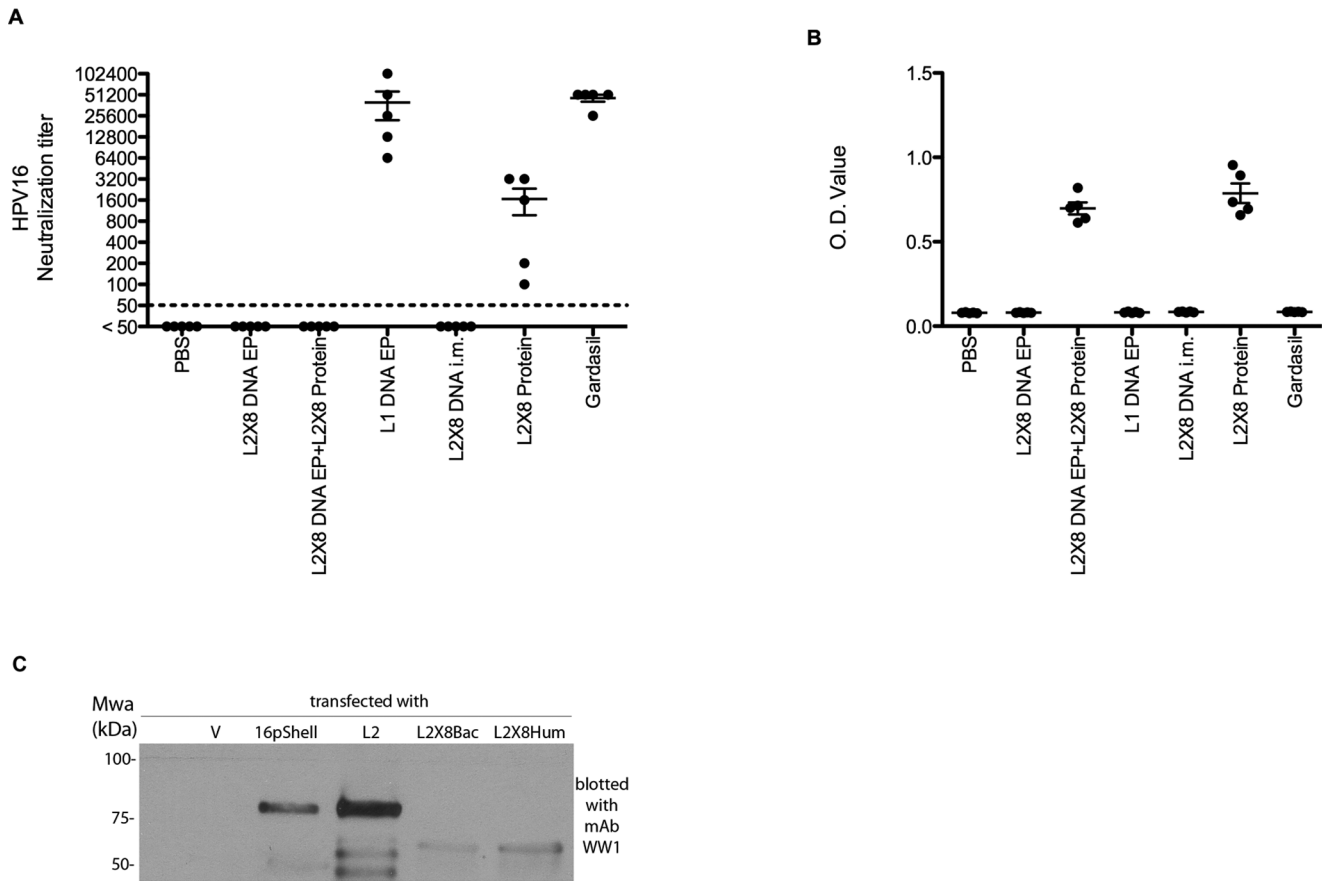 A
HPV16
Neutralization titer
102400
51200
25600
12800
6400
3200
1600
800
400
200
100
50
< 50
PBS
L2X8 DNA EP
L2X8 DNA EP+L2X8 Protein
L1 DNA EP
L2X8 DNA i.m.
L2X8 Protein
Gardasil
B
O. D. Value
1.5
1.0
0.5
0.0
PBS
L2X8 DNA EP
L2X8 DNA EP+L2X8 Protein
L1 DNA EP
L2X8 DNA i.m.
L2X8 Protein
Gardasil
C
Mwa
(kDa)
transfected with
V 16pShell L2 L2X8Bac L2X8Hum
100-
75-
50-
blotted
with
mAb
WW1